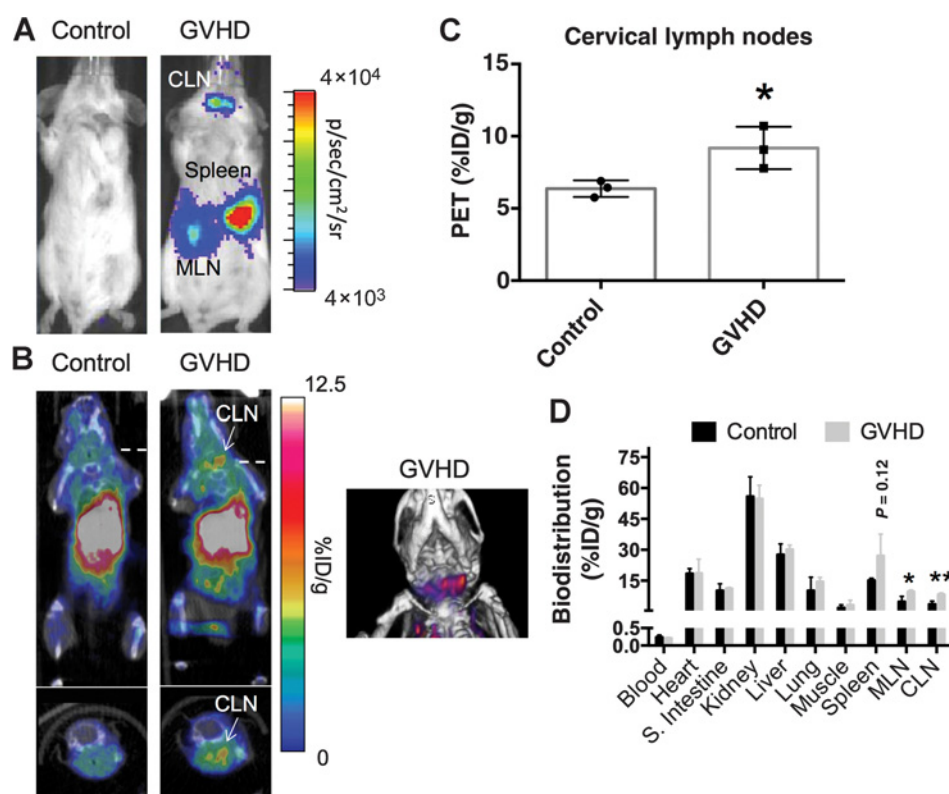 A
Control
GVHD
CLN
Spleen
MLN
4×10⁴
p/sec/cm²/sr
4×10³
B
Control
GVHD
CLN
CLN
12.5
%ID/g
0
GVHD
S
C
Cervical lymph nodes
PET (%ID/g)
15
10
5
0
*
Control
GVHD
D
Control
GVHD
Biodistribution
(%ID/g)
75
60
45
30
15
0.5
0.0
P = 0.12
*
**
Blood
Heart
S. Intestine
Kidney
Liver
Lung
Muscle
Spleen
MLN
CLN